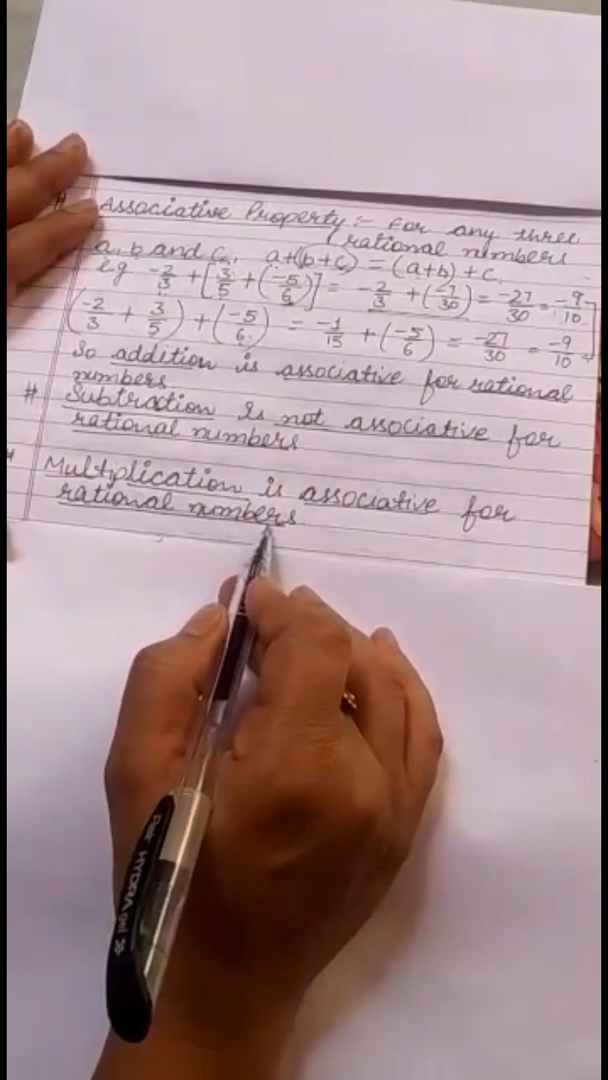 # Associative Property :- For any three
rational numbers
a, b and c, a+(b+c) = (a+b)+c.
eg -2/3 + [3/5 + (-5/6)] = -2/3 + (-7/30) = -27/30 = -9/10
(-2/3 + 3/5) + (-5/6) = -1/15 + (-5/6) = -27/30 = -9/10
So addition is associative for rational
numbers
# Subtraction is not associative for
rational numbers
# Multiplication is associative for
rational numbers
HYDRA gel